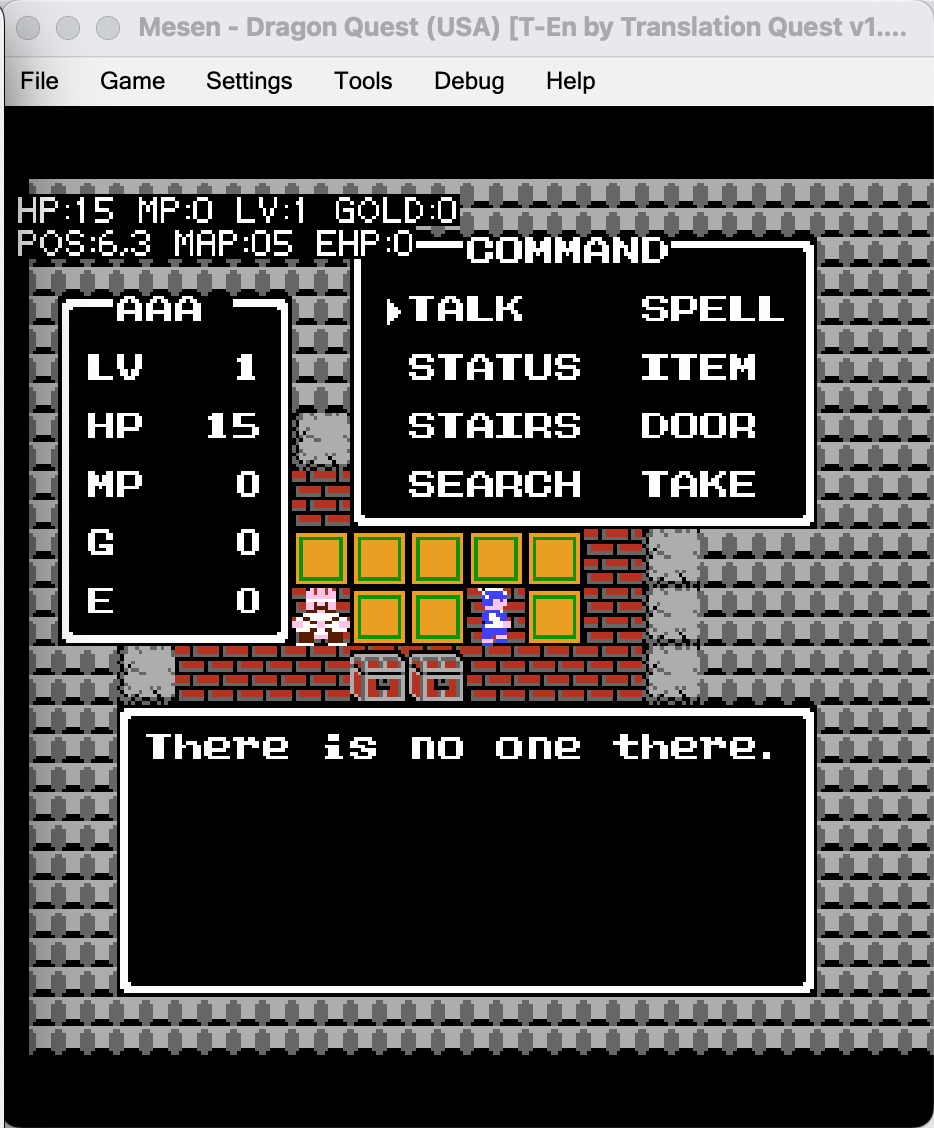 Mesen - Dragon Quest (USA) [T-En by Translation Quest v1....
File Game Settings Tools Debug Help
HP:15 MP:0 LV:1 GOLD:0
POS:6,3 MAP:05 EHP:0
COMMAND
TALK SPELL
STATUS ITEM
STAIRS DOOR
SEARCH TAKE
AAA
LV 1
HP 15
MP 0
G 0
E 0
There is no one there.